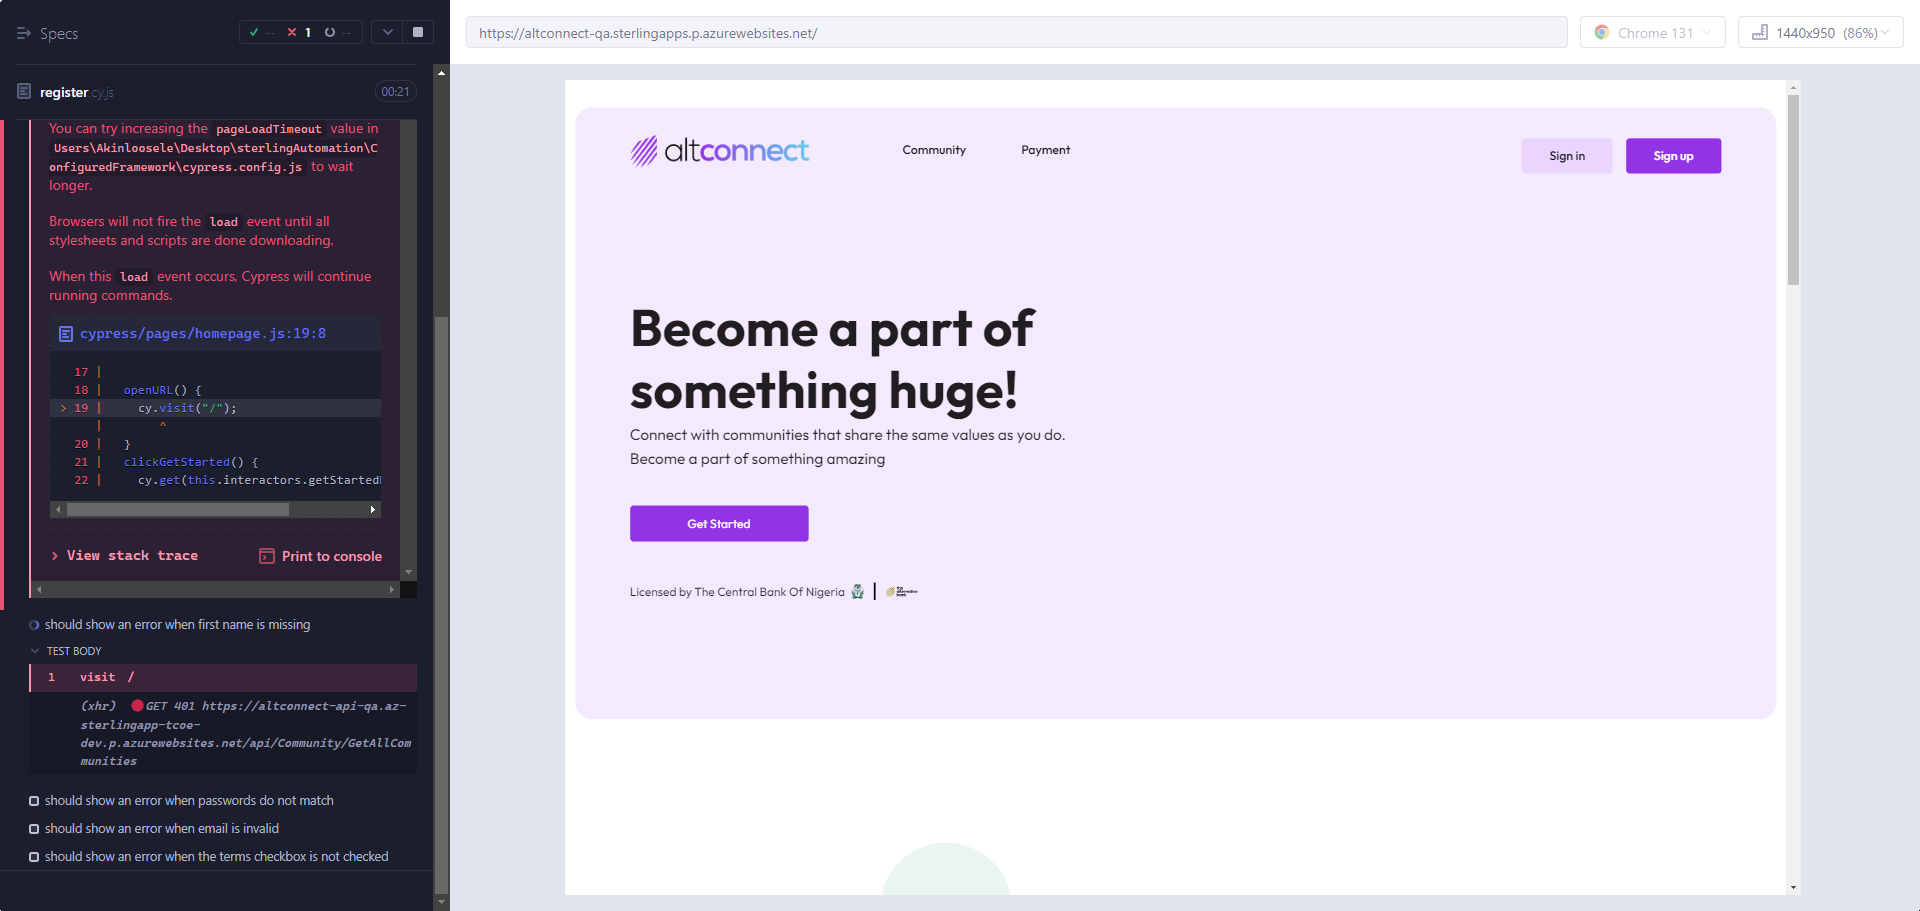 Specs
-- 1 --
register.cy.js
00:21
You can try increasing the pageLoadTimeout value in
Users\Akinloosele\Desktop\sterlingAutomation\C
onfiguredFramework\cypress.config.js to wait
longer.
Browsers will not fire the load event until all
stylesheets and scripts are done downloading.
When this load event occurs, Cypress will continue
running commands.
cypress/pages/homepage.js:19:8
17 |
18 | openURL() {
> 19 | cy.visit("/");
| ^
20 | }
21 | clickGetStarted() {
22 | cy.get(this.interactors.getStarted
View stack trace
Print to console
should show an error when first name is missing
TEST BODY
1 visit /
(xhr) GET 401 https://altconnect-api-qa.az-
sterlingapp-tcoe-
dev.p.azurewebsites.net/api/Community/GetAllCom
munities
should show an error when passwords do not match
should show an error when email is invalid
should show an error when the terms checkbox is not checked
https://altconnect-qa.sterlingapps.p.azurewebsites.net/
Chrome 131
1440x950 (86%)
altconnect
Community
Payment
Sign in
Sign up
Become a part of
something huge!
Connect with communities that share the same values as you do.
Become a part of something amazing
Get Started
Licensed by The Central Bank Of Nigeria
the
alternative
bank